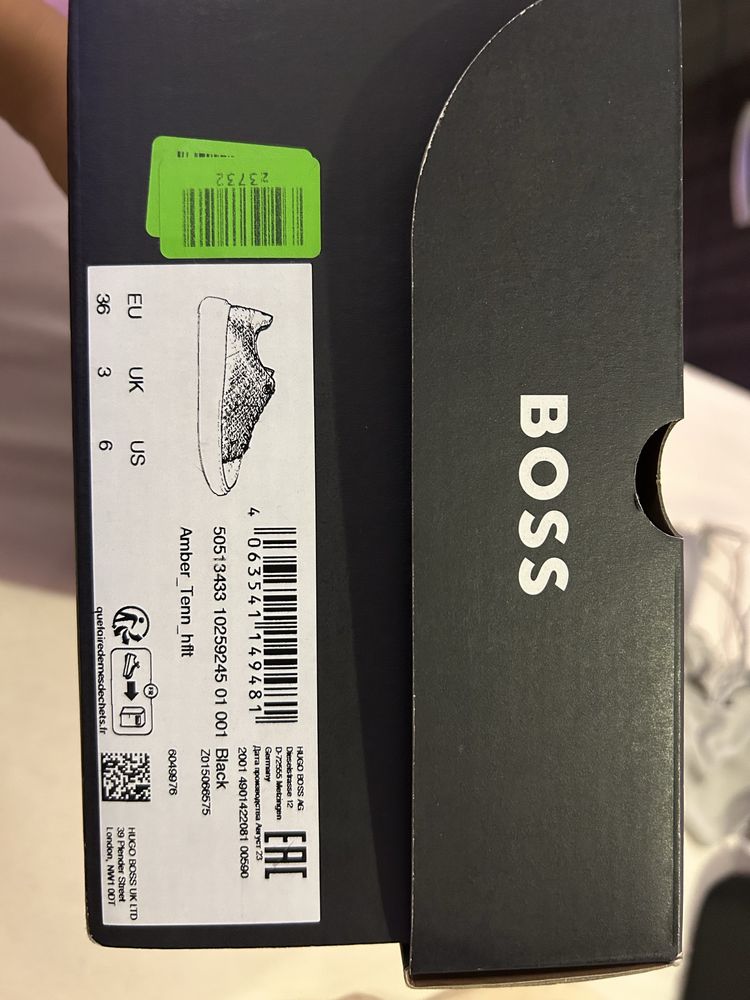 BOSS
23732
EU UK US
36 3 6
4 063541 149481
50513433 10259245 01 001 Black
Amber_Tenn_hflt
Z015066575
6049976
HUGO BOSS AG
Dieselstrasse 12
D-72555 Metzingen
Germany
Дата производства Август 23
2001 4901422081 00590
EAC
FR
quefairedemesdechets.fr
HUGO BOSS UK LTD
39 Plender Street
London, NW1 0DT